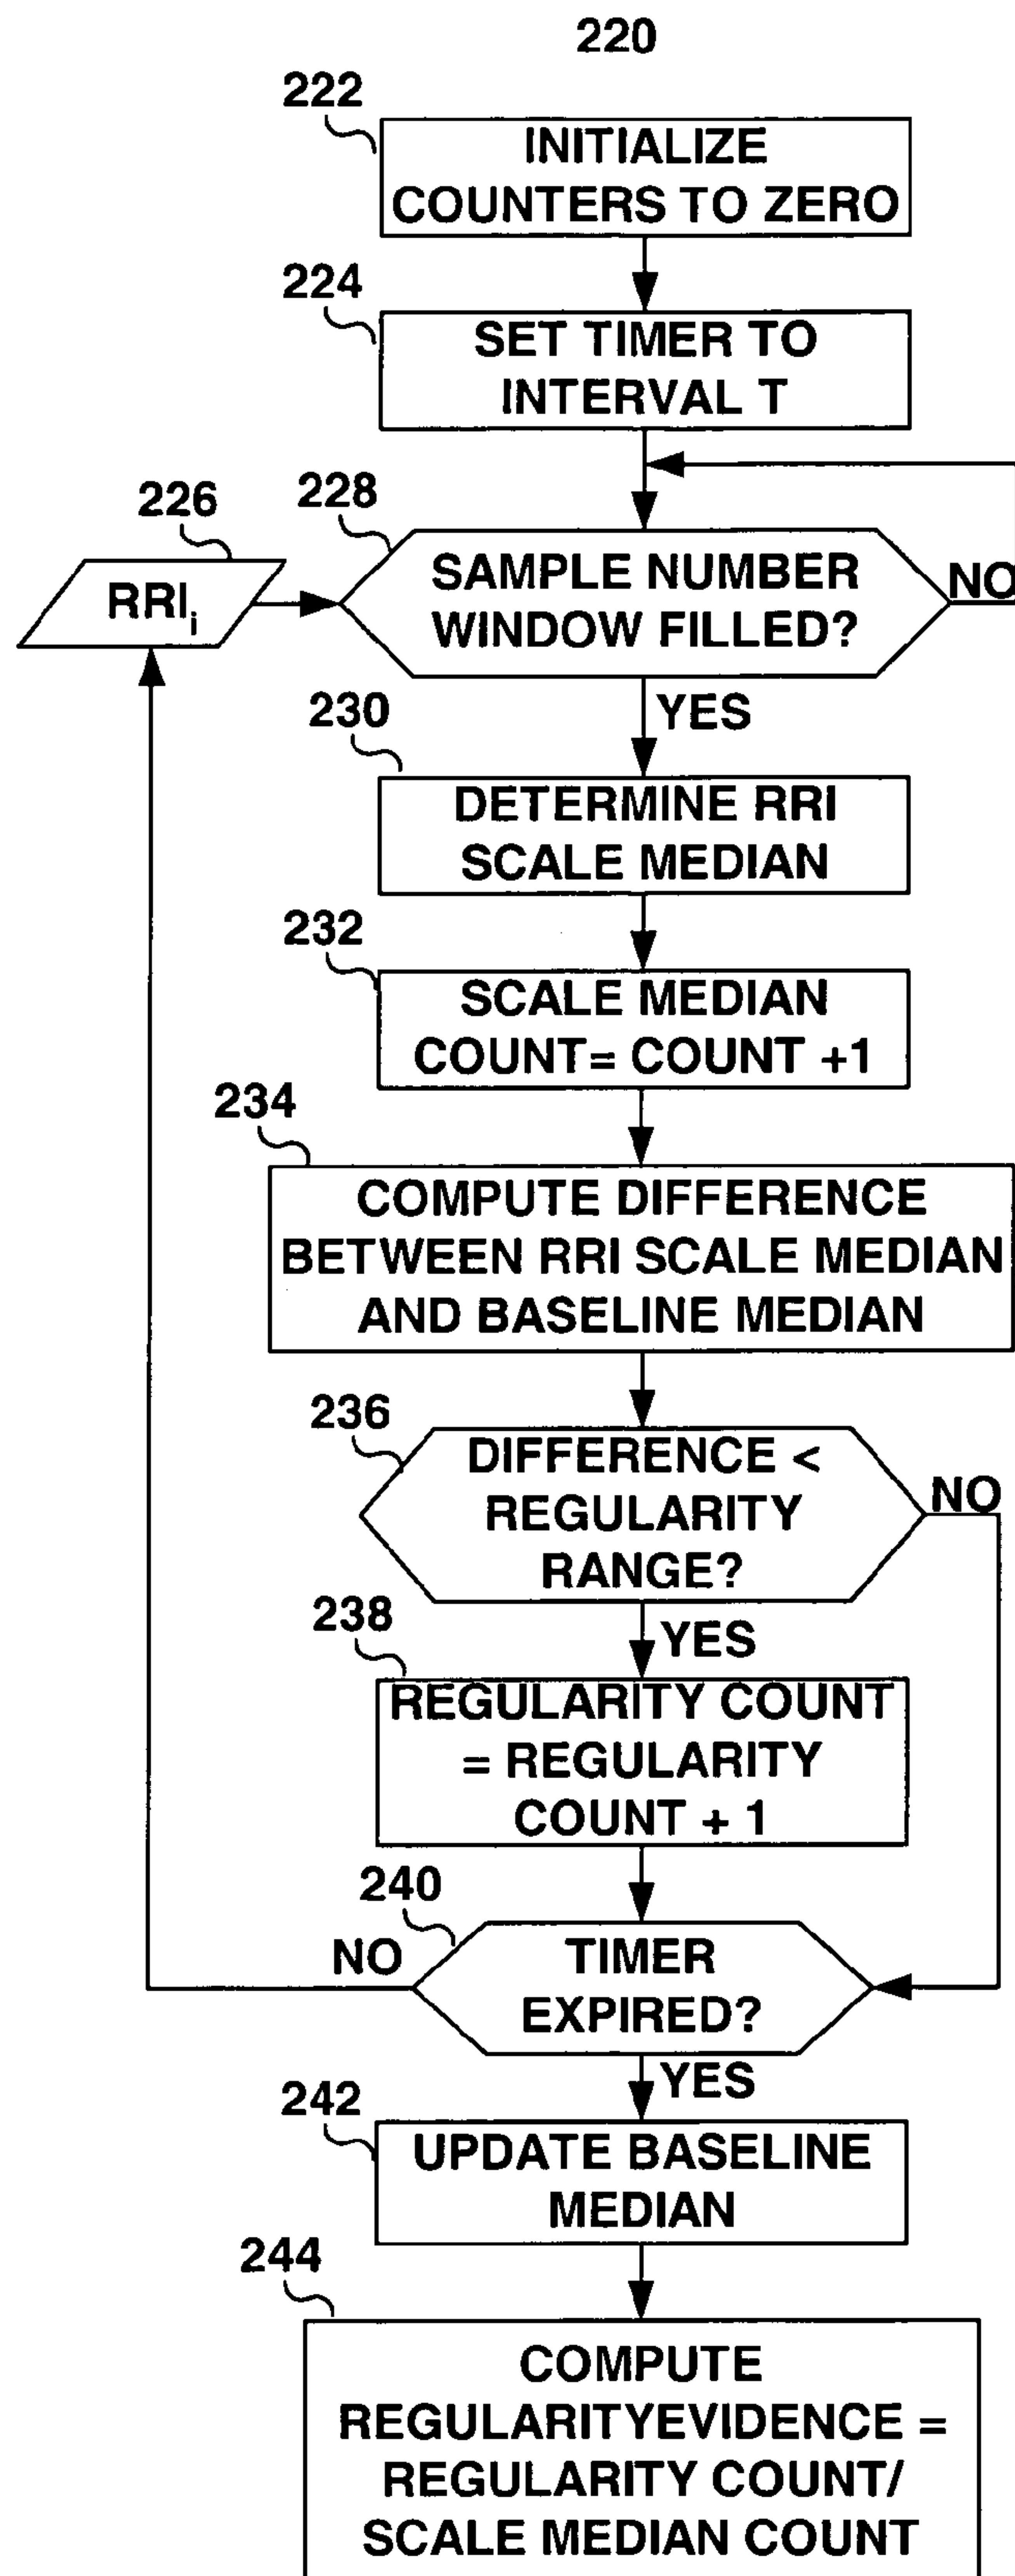 220
222
INITIALIZE
COUNTERS TO ZERO
224
SET TIMER TO
INTERVAL T
226
RRIi
228
SAMPLE NUMBER
WINDOW FILLED?
NO
YES
230
DETERMINE RRI
SCALE MEDIAN
232
SCALE MEDIAN
COUNT= COUNT +1
234
COMPUTE DIFFERENCE
BETWEEN RRI SCALE MEDIAN
AND BASELINE MEDIAN
236
DIFFERENCE <
REGULARITY
RANGE?
NO
YES
238
REGULARITY COUNT
= REGULARITY
COUNT + 1
240
TIMER
EXPIRED?
NO
YES
242
UPDATE BASELINE
MEDIAN
244
COMPUTE
REGULARITYEVIDENCE =
REGULARITY COUNT/
SCALE MEDIAN COUNT